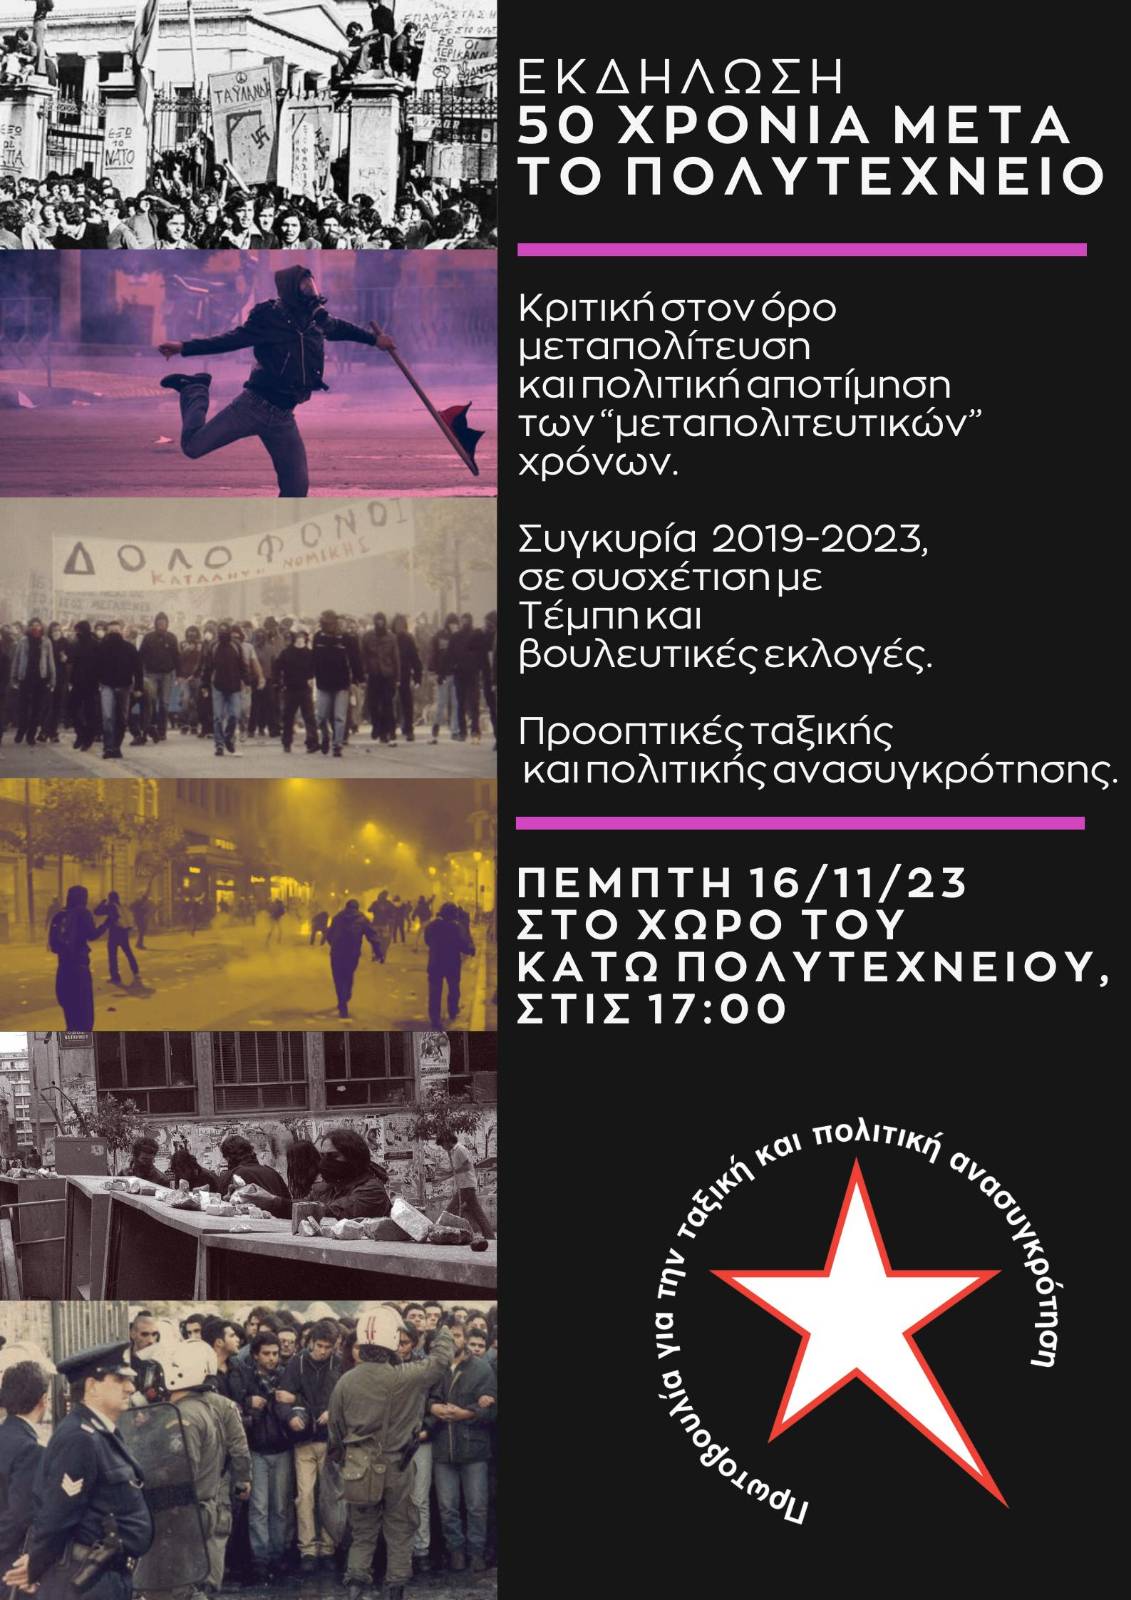 ΕΚΔΗΛΩΣΗ
50 ΧΡΟΝΙΑ ΜΕΤΑ
ΤΟ ΠΟΛΥΤΕΧΝΕΙΟ
Κριτική στον όρο
μεταπολίτευση
και πολιτική αποτίμηση
των “μεταπολιτευτικών”
χρόνων.
Συγκυρία 2019-2023,
σε συσχέτιση με
Τέμπη και
βουλευτικές εκλογές.
Προοπτικές ταξικής
και πολιτικής ανασυγκρότησης.
ΠΕΜΠΤΗ 16/11/23
ΣΤΟ ΧΩΡΟ ΤΟΥ
ΚΑΤΩ ΠΟΛΥΤΕΧΝΕΙΟΥ,
ΣΤΙΣ 17:00
Πρωτοβουλία για την ταξική και πολιτική ανασυγκρότηση
ΤΑΥΛΑΝΔΗ
ΕΞΩ
ΤΟ
ΝΑΤΟ
ΔΟΛΟΦΟΝΟΙ
ΚΑΤΑΛΗΨΗ ΝΟΜΙΚΗΣ